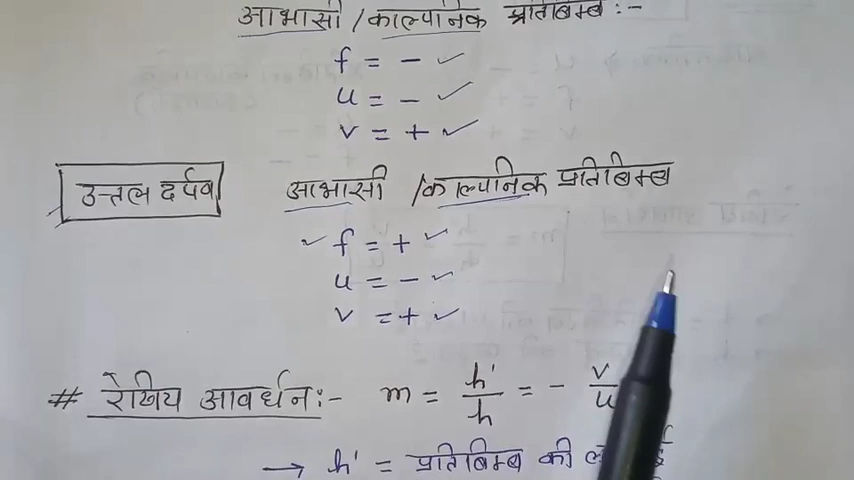 आभासी / काल्पनिक प्रतिबिम्ब :-
f = - ✓
u = - ✓
v = + ✓
उत्तल दर्पण आभासी / काल्पनिक प्रतिबिम्ब
✓ f = + ✓
u = - ✓
v = + ✓
# रेखिय आवर्धन :- m = h'/h = - v/u
→ h' = प्रतिबिम्ब की